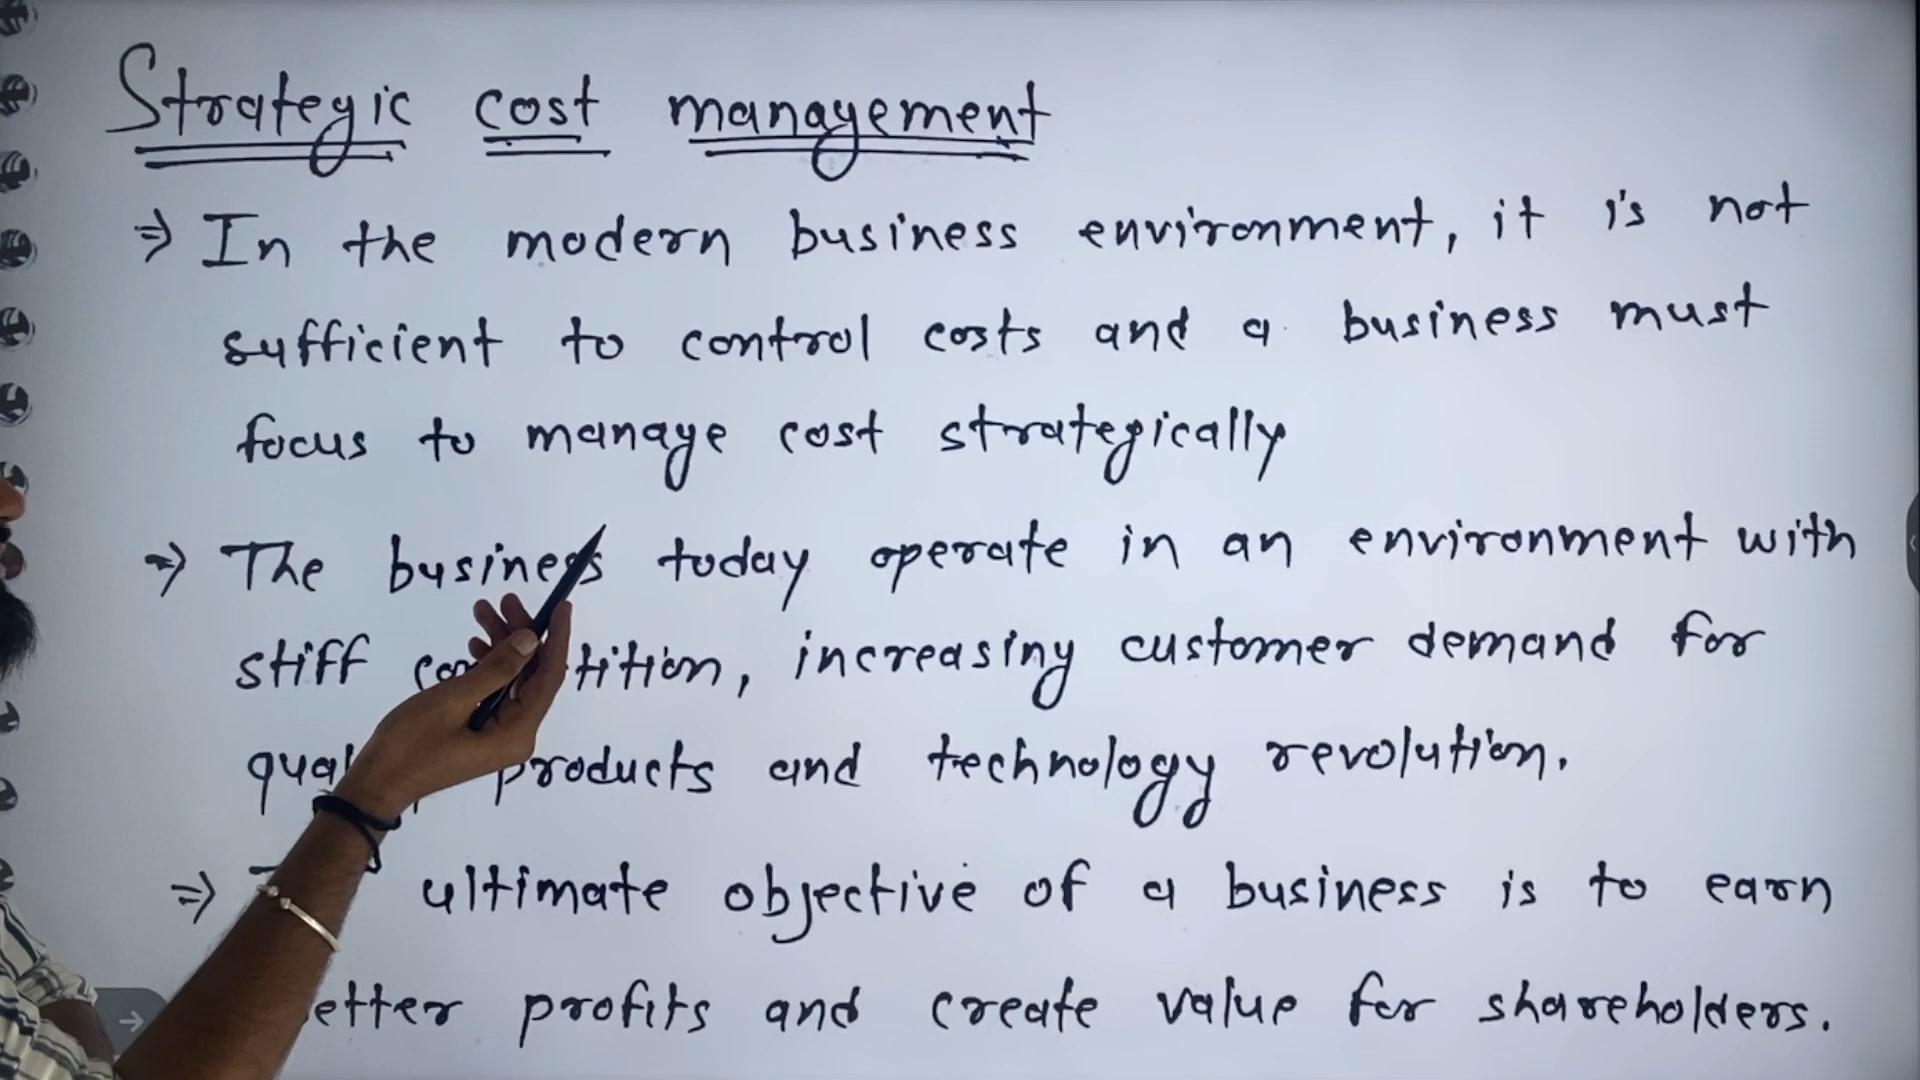 Strategic cost management
⇒ In the modern business environment, it is not
sufficient to control costs and a business must
focus to manage cost strategically
⇒ The business today operate in an environment with
stiff tition, increasing customer demand for
products and technology revolution.
⇒ ultimate objective of a business is to earn
etter profits and create value for shareholders.